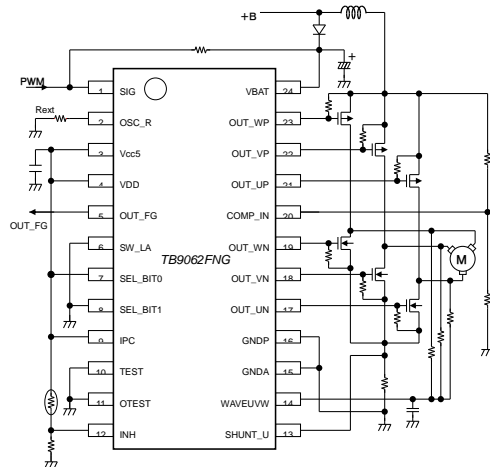 +B
+
PWM
1 SIG
VBAT 24
Rext
2 OSC_R
OUT_WP 23
3 Vcc5
OUT_VP 22
4 VDD
OUT_UP 21
5 OUT_FG
COMP_IN 20
OUT_FG
6 SW_LA
OUT_WN 19
TB9062FNG
M
7 SEL_BIT0
OUT_VN 18
8 SEL_BIT1
OUT_UN 17
9 IPC
GNDP 16
10 TEST
GNDA 15
11 OTEST
WAVEUVW 14
12 INH
SHUNT_U 13